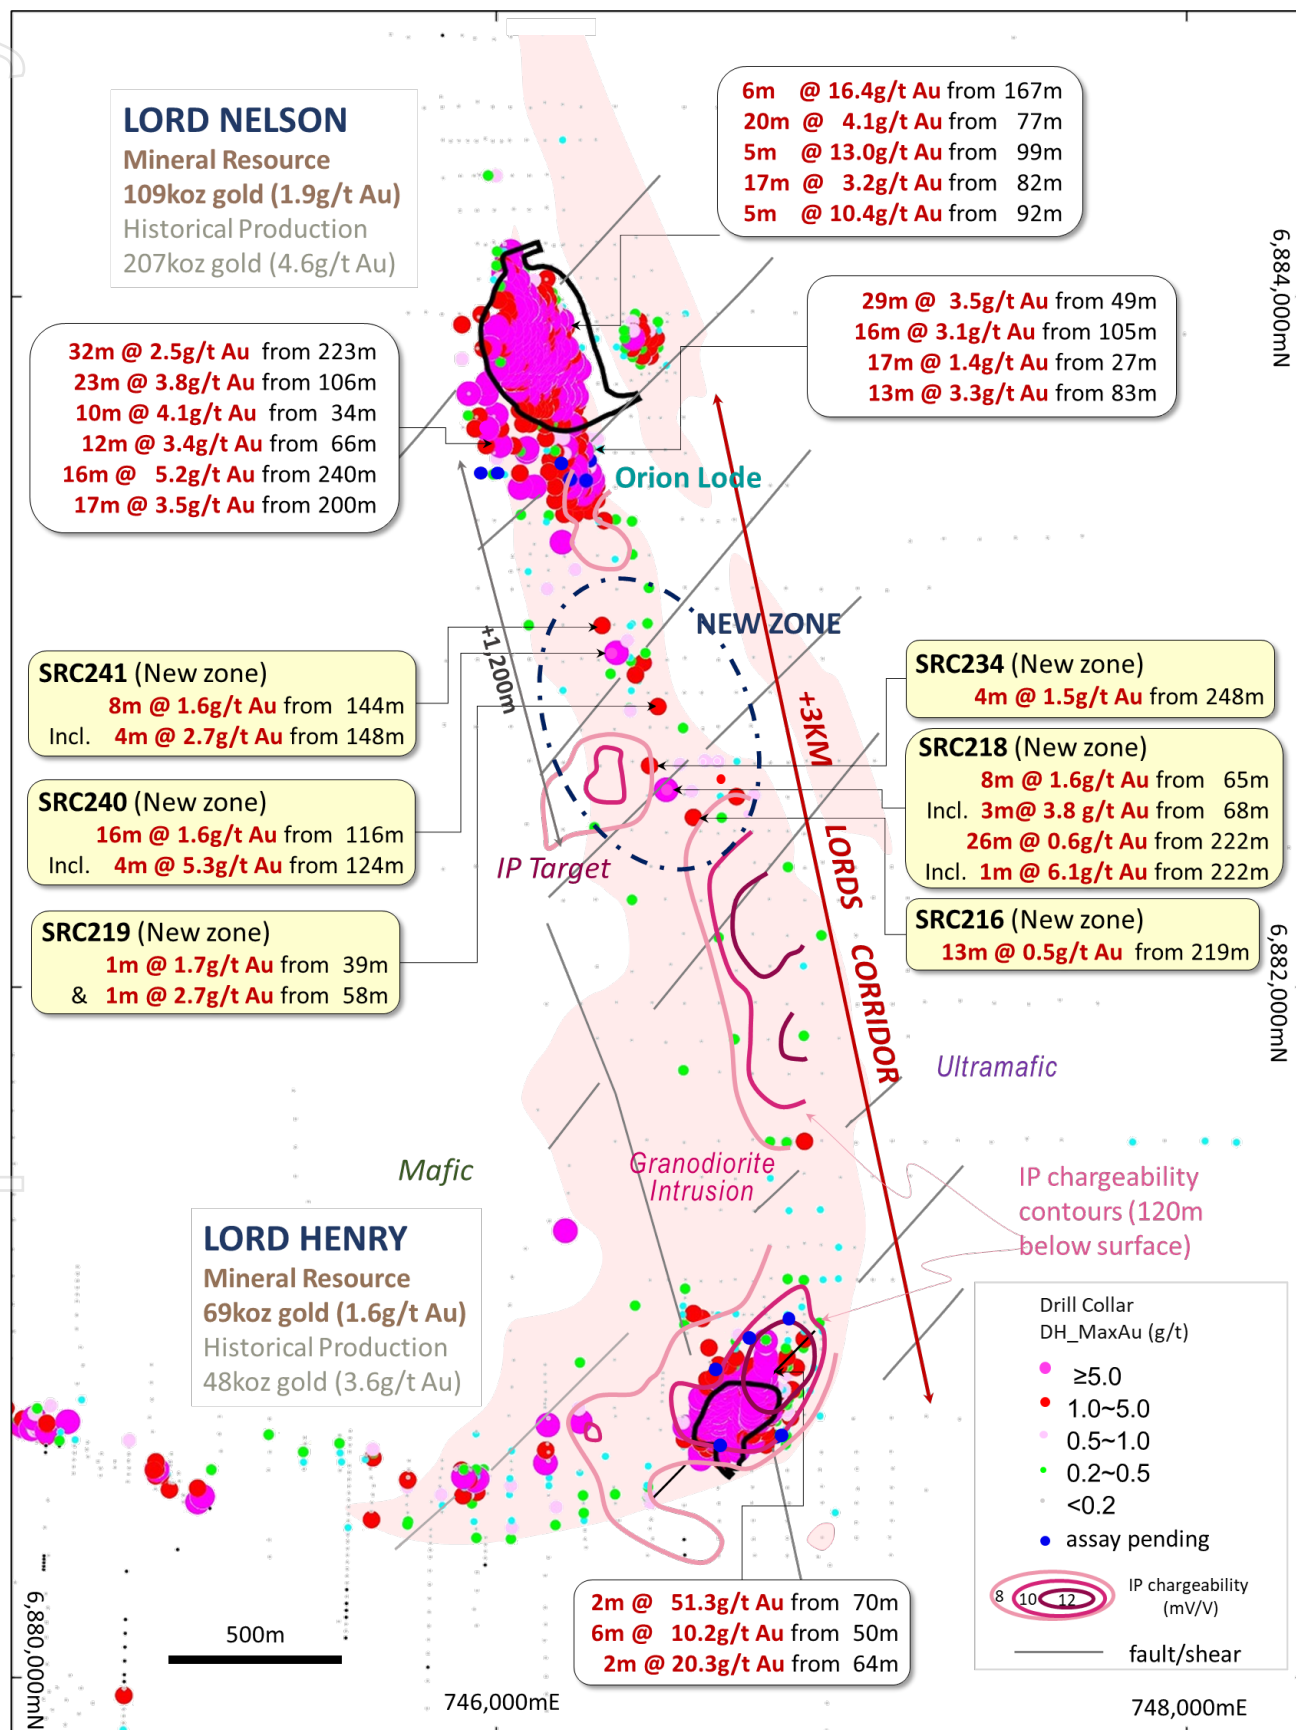 LORD NELSON
Mineral Resource
109koz gold (1.9g/t Au)
Historical Production
207koz gold (4.6g/t Au)
6m @ 16.4g/t Au from 167m
20m @ 4.1g/t Au from 77m
5m @ 13.0g/t Au from 99m
17m @ 3.2g/t Au from 82m
5m @ 10.4g/t Au from 92m
6,884,000mN
29m @ 3.5g/t Au from 49m
16m @ 3.1g/t Au from 105m
17m @ 1.4g/t Au from 27m
13m @ 3.3g/t Au from 83m
32m @ 2.5g/t Au from 223m
23m @ 3.8g/t Au from 106m
10m @ 4.1g/t Au from 34m
12m @ 3.4g/t Au from 66m
16m @ 5.2g/t Au from 240m
17m @ 3.5g/t Au from 200m
Orion Lode
NEW ZONE
+1,200m
+3KM LORDS CORRIDOR
SRC241 (New zone)
8m @ 1.6g/t Au from 144m
Incl. 4m @ 2.7g/t Au from 148m
SRC240 (New zone)
16m @ 1.6g/t Au from 116m
Incl. 4m @ 5.3g/t Au from 124m
SRC219 (New zone)
1m @ 1.7g/t Au from 39m
& 1m @ 2.7g/t Au from 58m
SRC234 (New zone)
4m @ 1.5g/t Au from 248m
SRC218 (New zone)
8m @ 1.6g/t Au from 65m
Incl. 3m@ 3.8 g/t Au from 68m
26m @ 0.6g/t Au from 222m
Incl. 1m @ 6.1g/t Au from 222m
SRC216 (New zone)
13m @ 0.5g/t Au from 219m
IP Target
6,882,000mN
Ultramafic
Mafic
Granodiorite
Intrusion
IP chargeability
contours (120m
below surface)
LORD HENRY
Mineral Resource
69koz gold (1.6g/t Au)
Historical Production
48koz gold (3.6g/t Au)
Drill Collar
DH_MaxAu (g/t)
≥5.0
1.0~5.0
0.5~1.0
0.2~0.5
<0.2
assay pending
8 10 12
IP chargeability
(mV/V)
fault/shear
2m @ 51.3g/t Au from 70m
6m @ 10.2g/t Au from 50m
2m @ 20.3g/t Au from 64m
500m
6,880,000mN
746,000mE
748,000mE